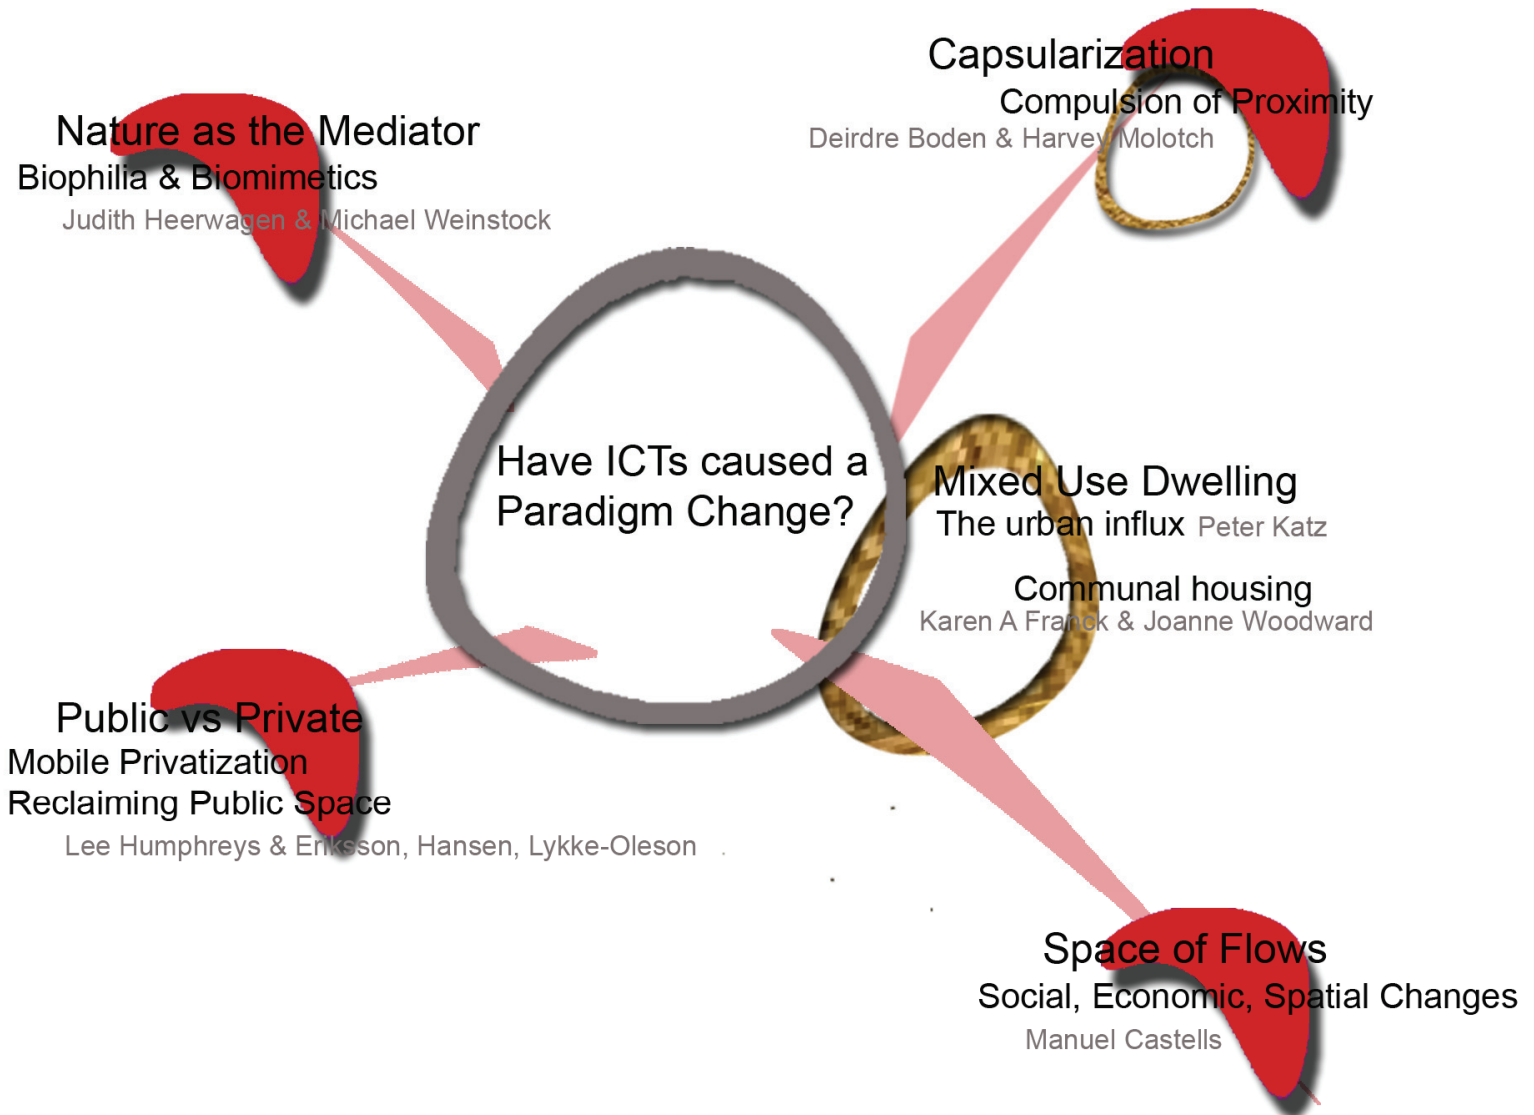 Capsularization
Compulsion of Proximity
Deirdre Boden & Harvey Molotch
Nature as the Mediator
Biophilia & Biomimetics
Judith Heerwagen & Michael Weinstock
Have ICTs caused a
Paradigm Change?
Mixed Use Dwelling
The urban influx Peter Katz
Communal housing
Karen A Franck & Joanne Woodward
Public vs Private
Mobile Privatization
Reclaiming Public Space
Lee Humphreys & Eriksson, Hansen, Lykke-Oleson
Space of Flows
Social, Economic, Spatial Changes
Manuel Castells